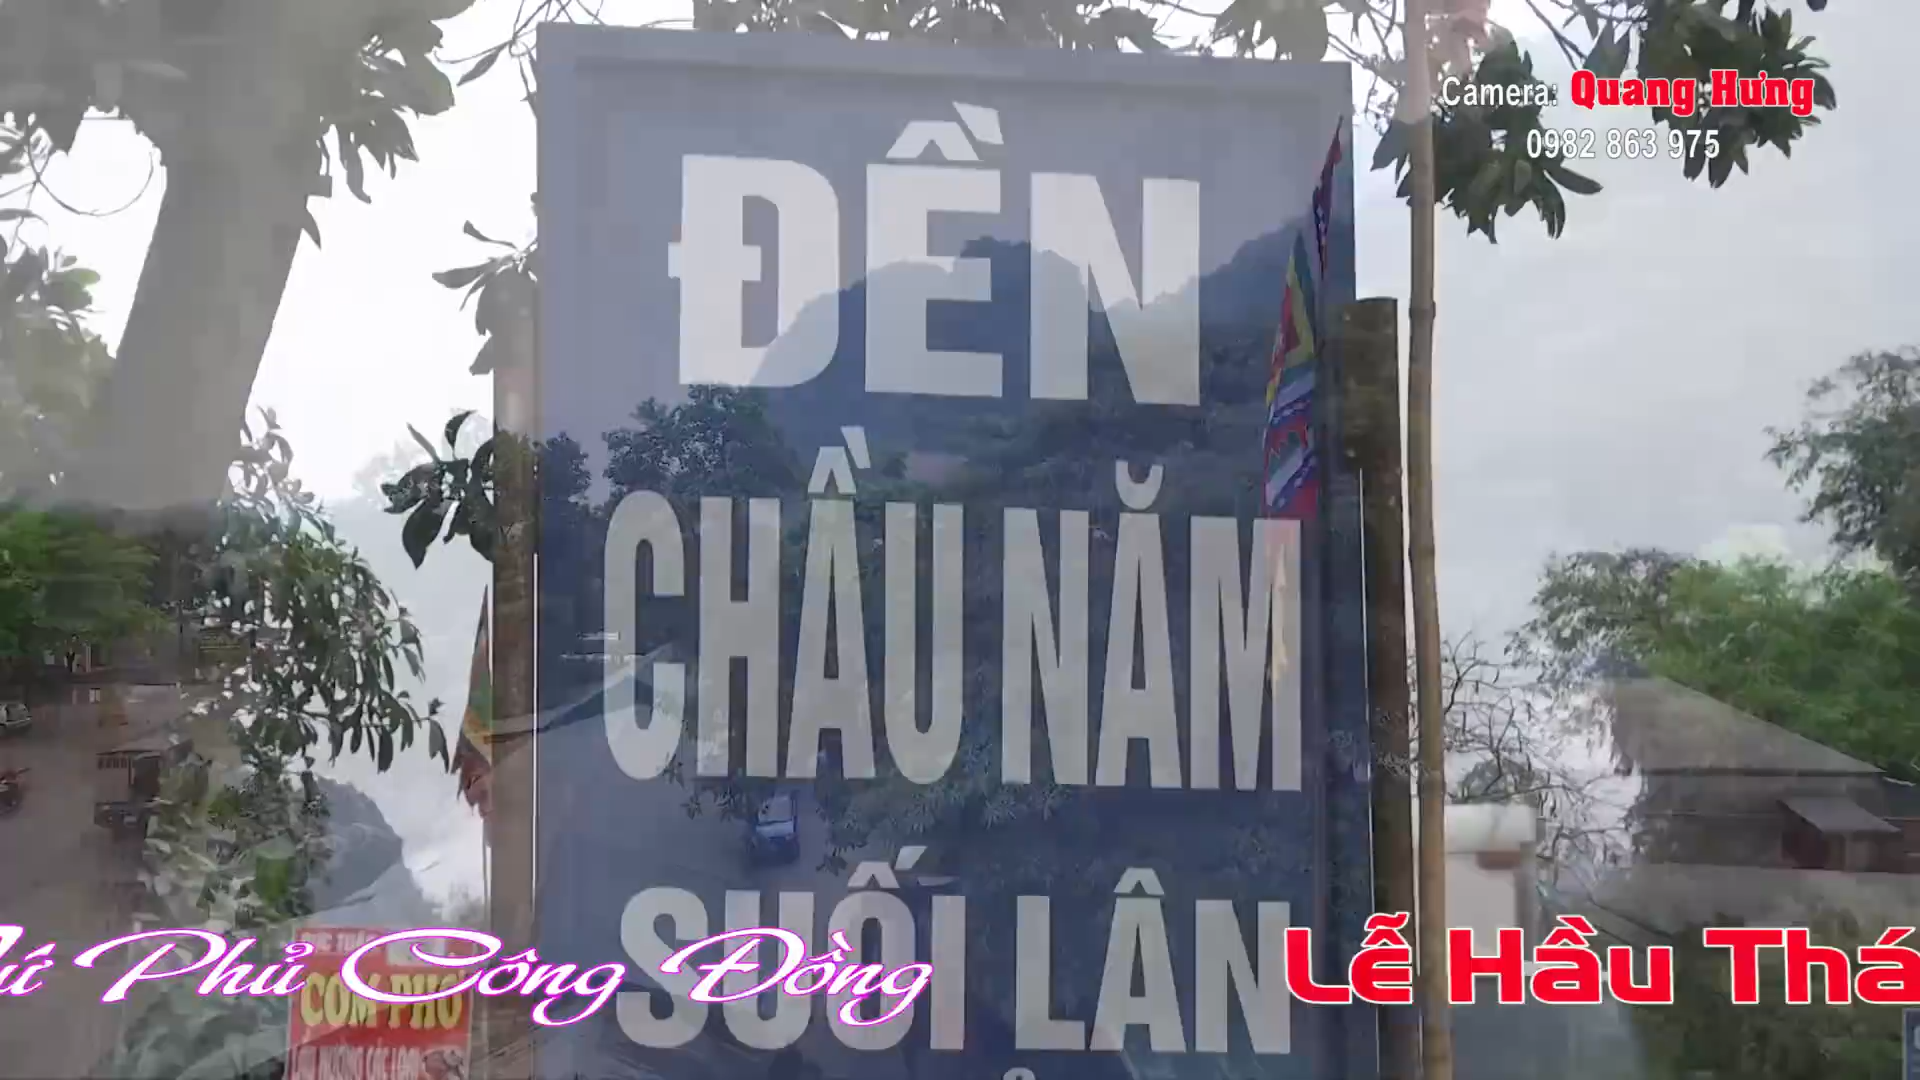 Camera: Quang Hưng
0982 863 975
ĐỀN
CHẦU NĂM
SUỐI LÂN
Phủ Công Đồng
Lễ Hầu Thá
CƠM PHỞ